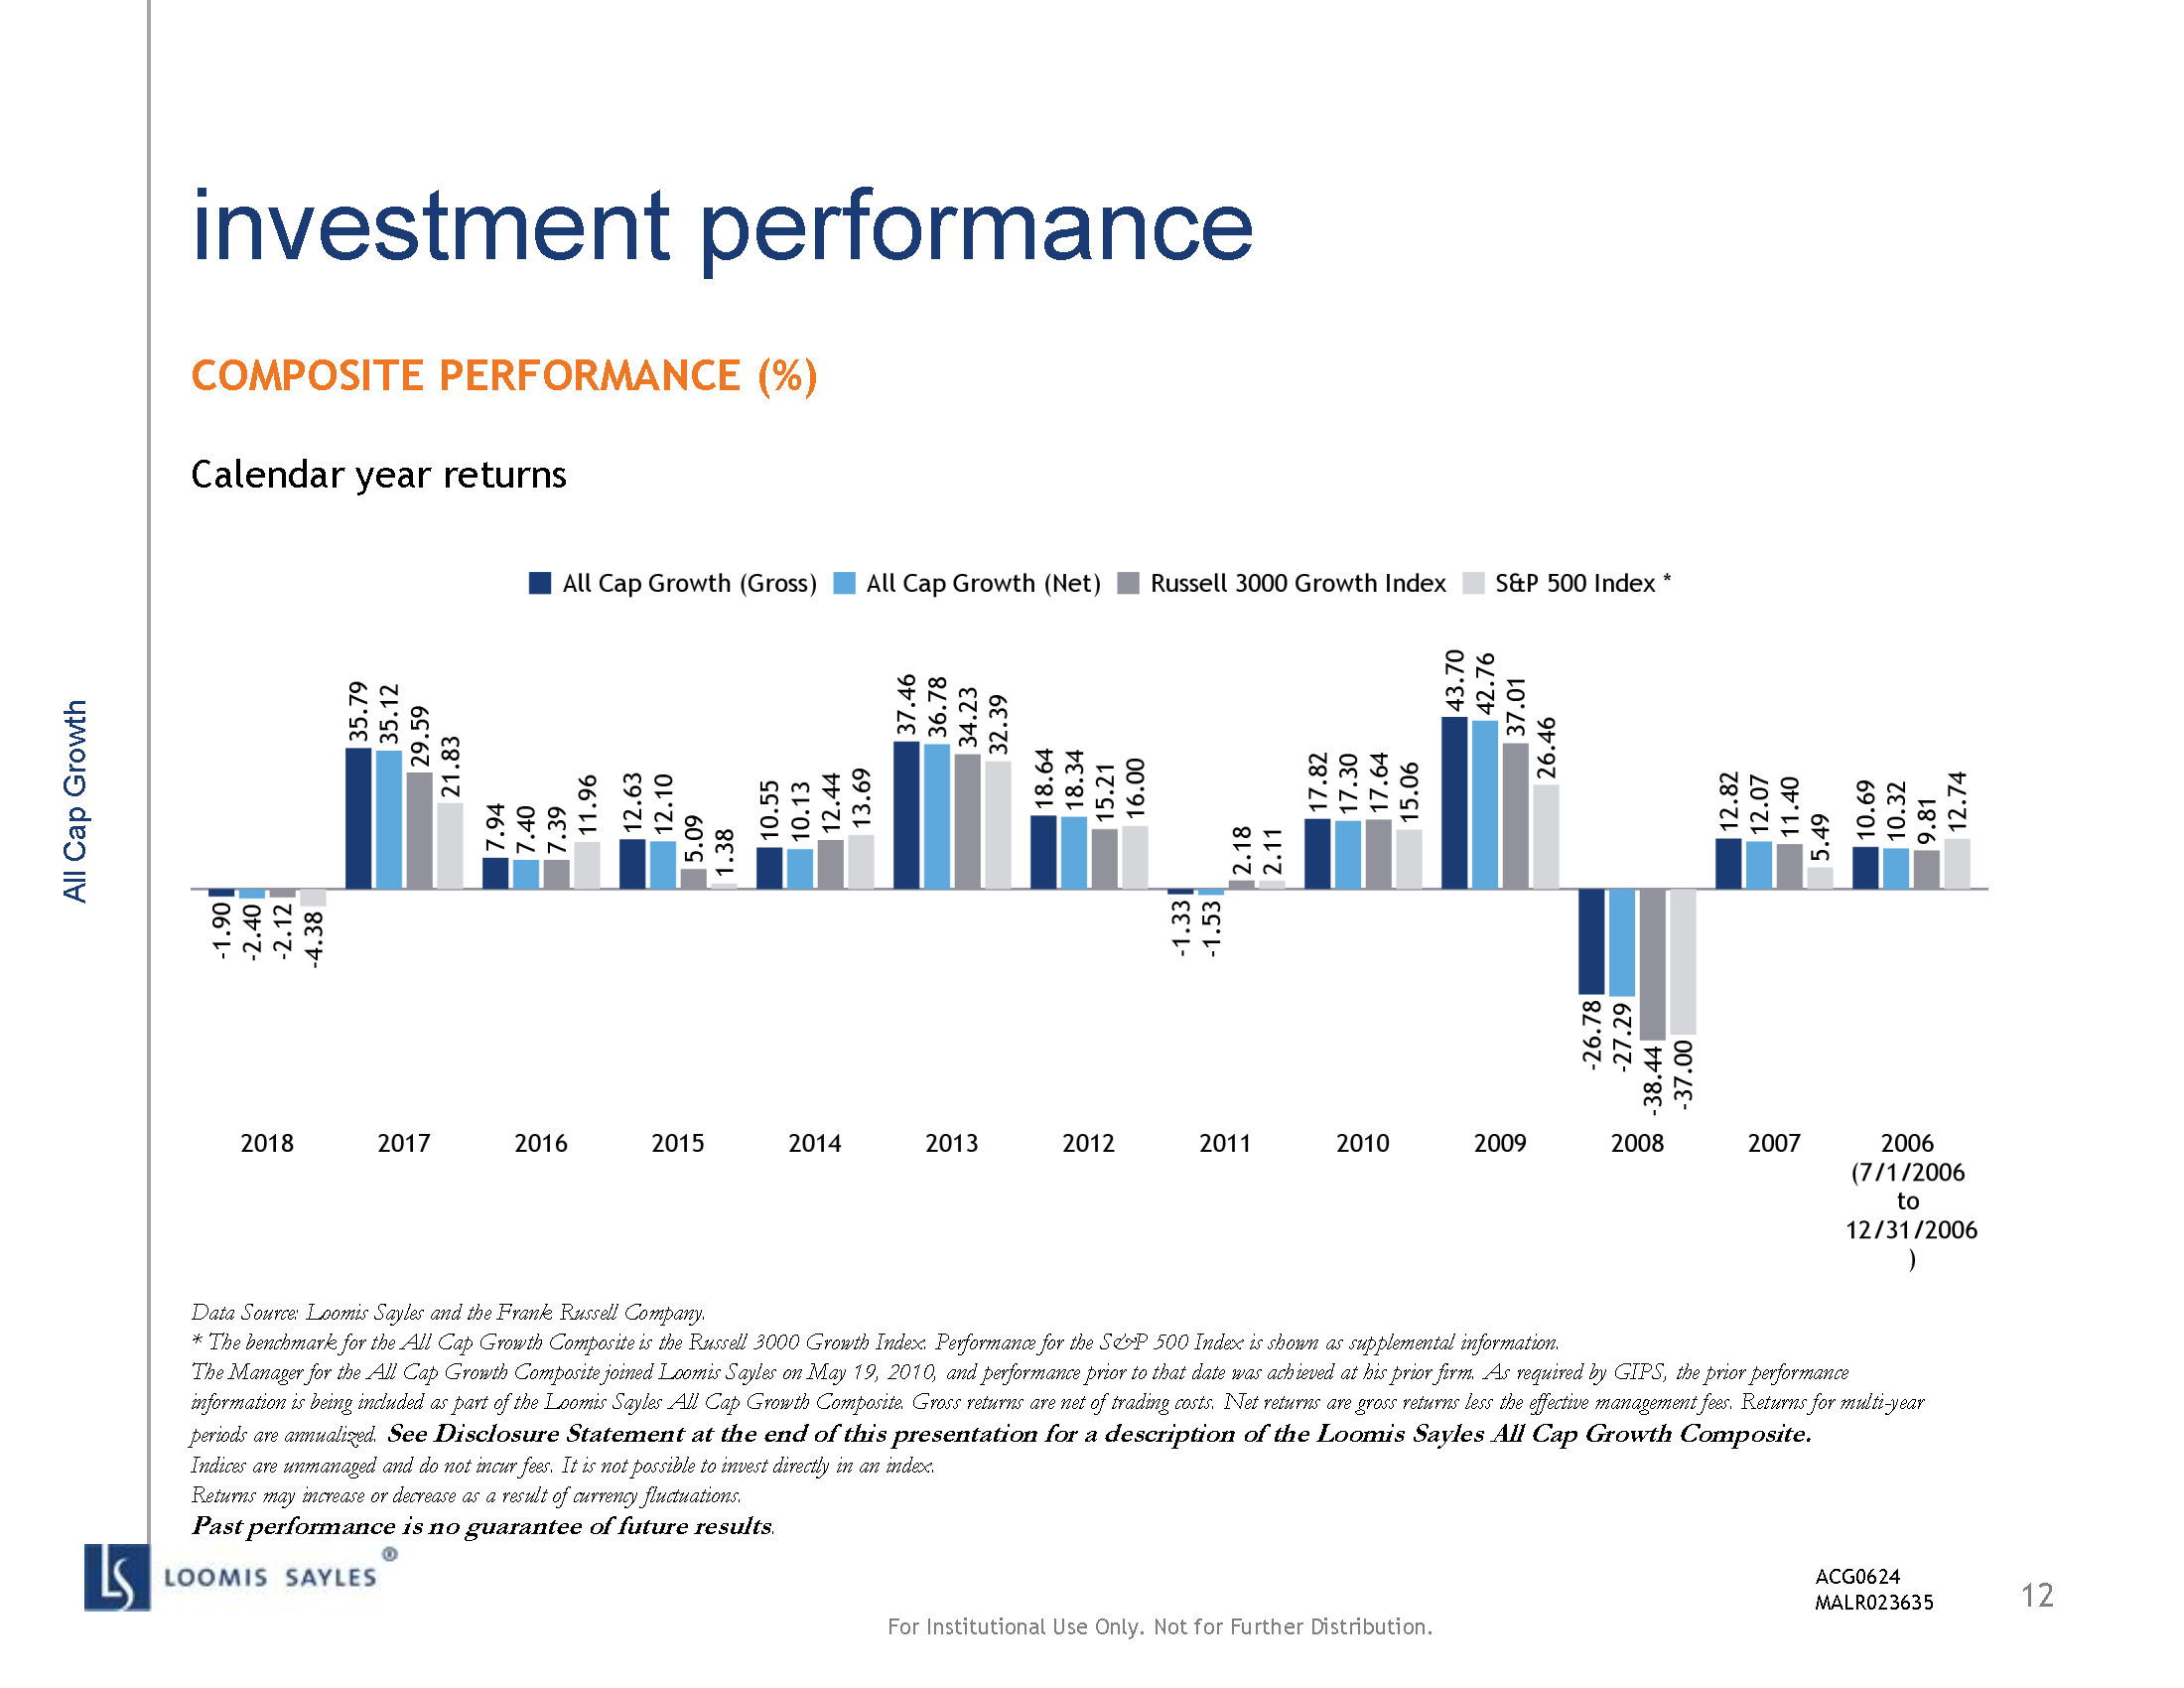 investment performance
COMPOSITE PERFORMANCE (%)
Calendar year returns
All Cap Growth
All Cap Growth (Gross) All Cap Growth (Net) Russell 3000 Growth Index S&P 500 Index *
-1.90 -2.40 -2.12 -4.38
35.79 35.12 29.59 21.83
7.94 7.40 7.39 11.96
12.63 12.10 5.09 1.38
10.55 10.13 12.44 13.69
37.46 36.78 34.23 32.39
18.64 18.34 15.21 16.00
-1.33 -1.53 2.18 2.11
17.82 17.30 17.64 15.06
43.70 42.76 37.01 26.46
-26.78 -27.29 -38.44 -37.00
12.82 12.07 11.40 5.49
10.69 10.32 9.81 12.74
2018 2017 2016 2015 2014 2013 2012 2011 2010 2009 2008 2007 2006
(7/1/2006
to
12/31/2006
)
Data Source: Loomis Sayles and the Frank Russell Company.
* The benchmark for the All Cap Growth Composite is the Russell 3000 Growth Index. Performance for the S&P 500 Index is shown as supplemental information.
The Manager for the All Cap Growth Composite joined Loomis Sayles on May 19, 2010, and performance prior to that date was achieved at his prior firm. As required by GIPS, the prior performance
information is being included as part of the Loomis Sayles All Cap Growth Composite. Gross returns are net of trading costs. Net returns are gross returns less the effective management fees. Returns for multi-year
periods are annualized. See Disclosure Statement at the end of this presentation for a description of the Loomis Sayles All Cap Growth Composite.
Indices are unmanaged and do not incur fees. It is not possible to invest directly in an index.
Returns may increase or decrease as a result of currency fluctuations.
Past performance is no guarantee of future results.
LS LOOMIS SAYLES ®
ACG0624
MALR023635
12
For Institutional Use Only. Not for Further Distribution.